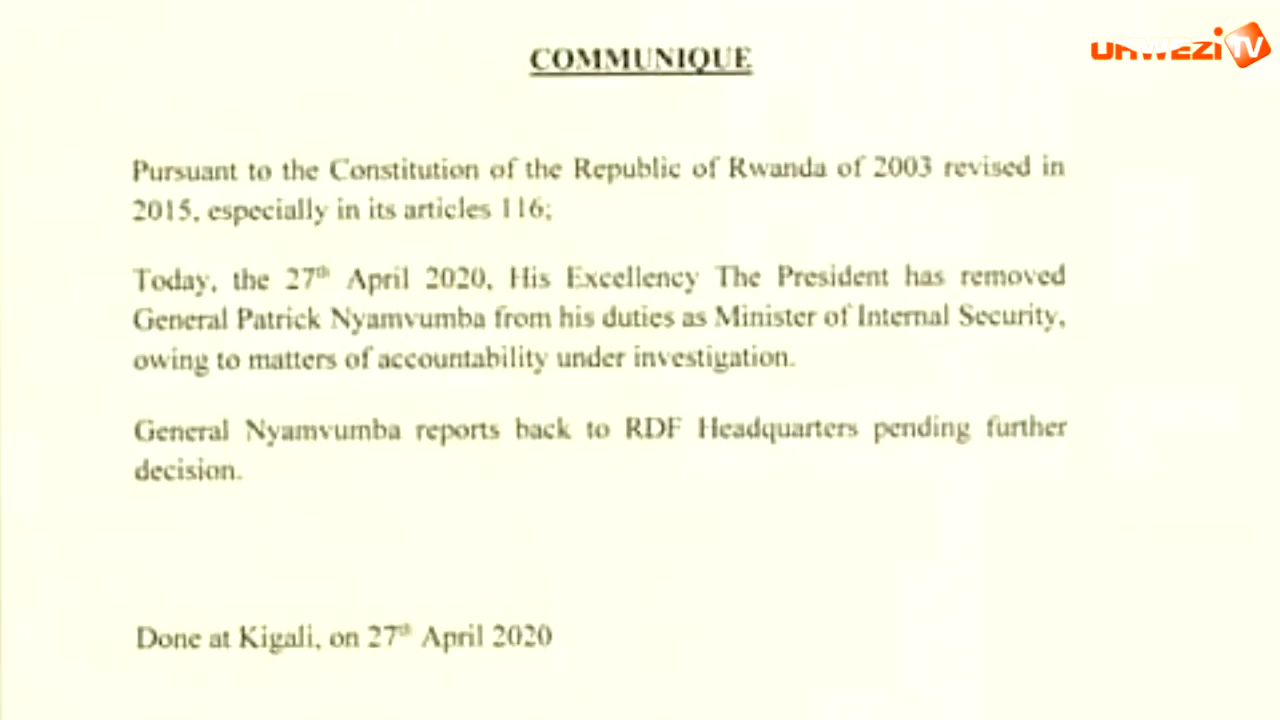 COMMUNIQUE
URWEZI TV
Pursuant to the Constitution of the Republic of Rwanda of 2003 revised in
2015, especially in its articles 116;
Today, the 27th April 2020, His Excellency The President has removed
General Patrick Nyamvumba from his duties as Minister of Internal Security,
owing to matters of accountability under investigation.
General Nyamvumba reports back to RDF Headquarters pending further
decision.
Done at Kigali, on 27th April 2020